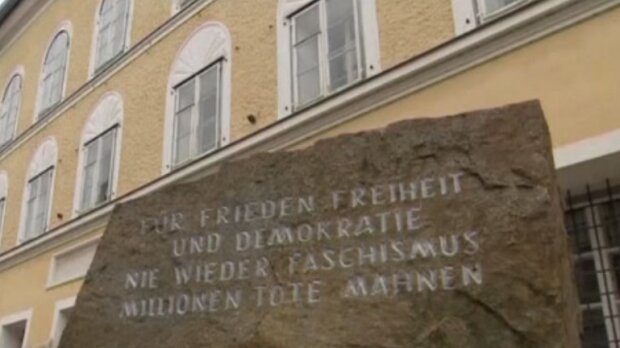 FÜR FRIEDEN FREIHEIT
UND DEMOKRATIE
NIE WIEDER FASCHISMUS
MILLIONEN TOTE MAHNEN